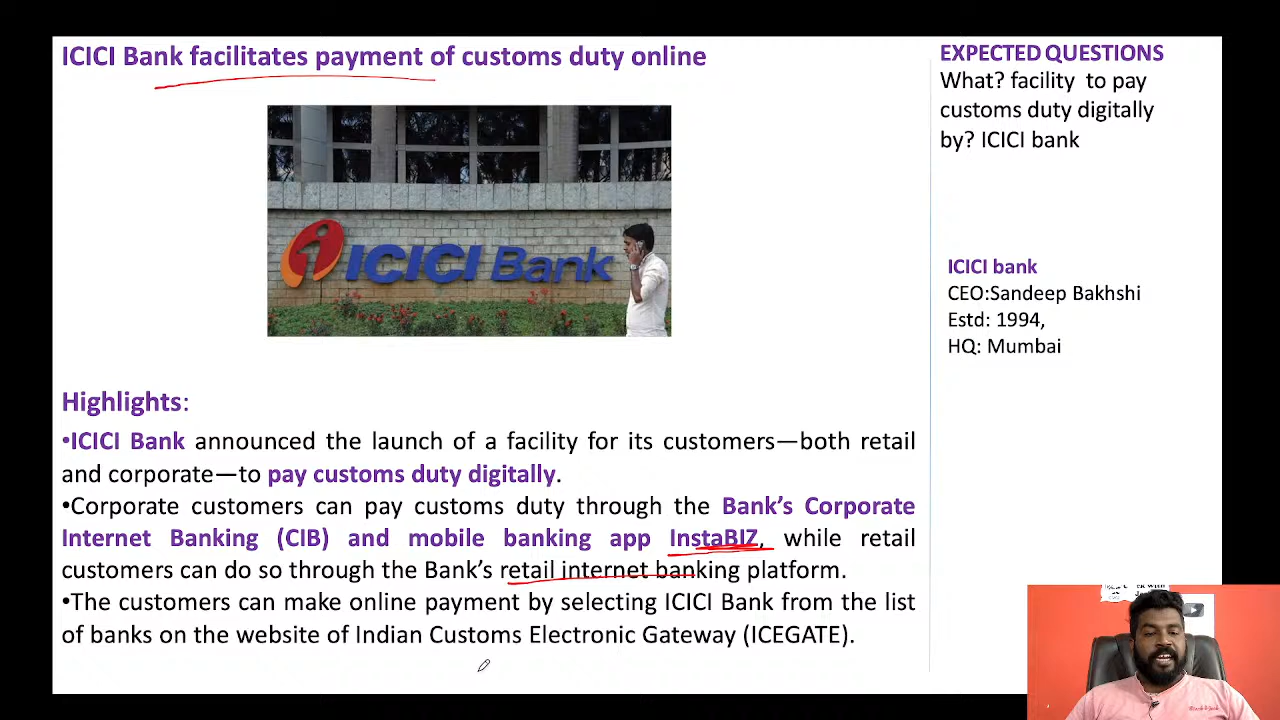 ICICI Bank facilitates payment of customs duty online
ICICI Bank
Highlights:
•ICICI Bank announced the launch of a facility for its customers—both retail
and corporate—to pay customs duty digitally.
•Corporate customers can pay customs duty through the Bank’s Corporate
Internet Banking (CIB) and mobile banking app InstaBIZ, while retail
customers can do so through the Bank’s retail internet banking platform.
•The customers can make online payment by selecting ICICI Bank from the list
of banks on the website of Indian Customs Electronic Gateway (ICEGATE).
EXPECTED QUESTIONS
What? facility to pay
customs duty digitally
by? ICICI bank
ICICI bank
CEO:Sandeep Bakhshi
Estd: 1994,
HQ: Mumbai